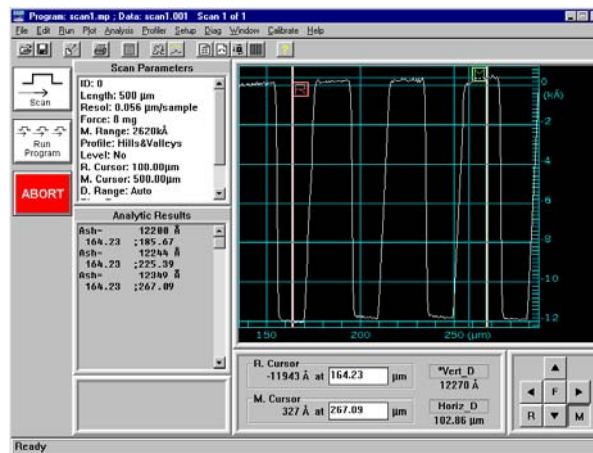 Program: scan1.mp ; Data: scan1.001 Scan 1 of 1
File Edit Run Plot Analysis Profiler Setup Diag Window Calibrate Help
Scan
Run
Program
ABORT
Scan Parameters
ID: 0
Length: 500 µm
Resol: 0.056 µm/sample
Force: 8 mg
M. Range: 2620kÅ
Profile: Hills&Valleys
Level: No
R. Cursor: 100.00µm
M. Cursor: 500.00µm
D. Range: Auto
Analytic Results
Ash= 12200 Å
164.23 ;185.67
Ash= 12244 Å
164.23 ;225.39
Ash= 12349 Å
164.23 ;267.09
R
M
0
(kÅ)
-2
-4
-6
-8
-10
-12
150 200 250 (µm)
R. Cursor
-11943 Å at 164.23 µm
*Vert_D
12270 Å
M. Cursor
327 Å at 267.09 µm
Horiz_D
102.86 µm
F
R M
Ready